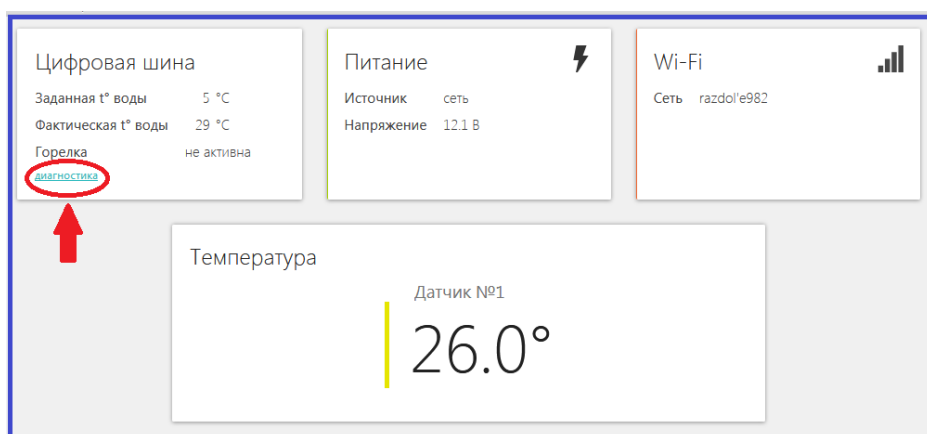 Цифровая шина
Заданная t° воды 5 °C
Фактическая t° воды 29 °C
Горелка не активна
диагностика
Питание
Источник сеть
Напряжение 12.1 В
Wi-Fi
Сеть razdol'e982
Температура
Датчик №1
26.0°